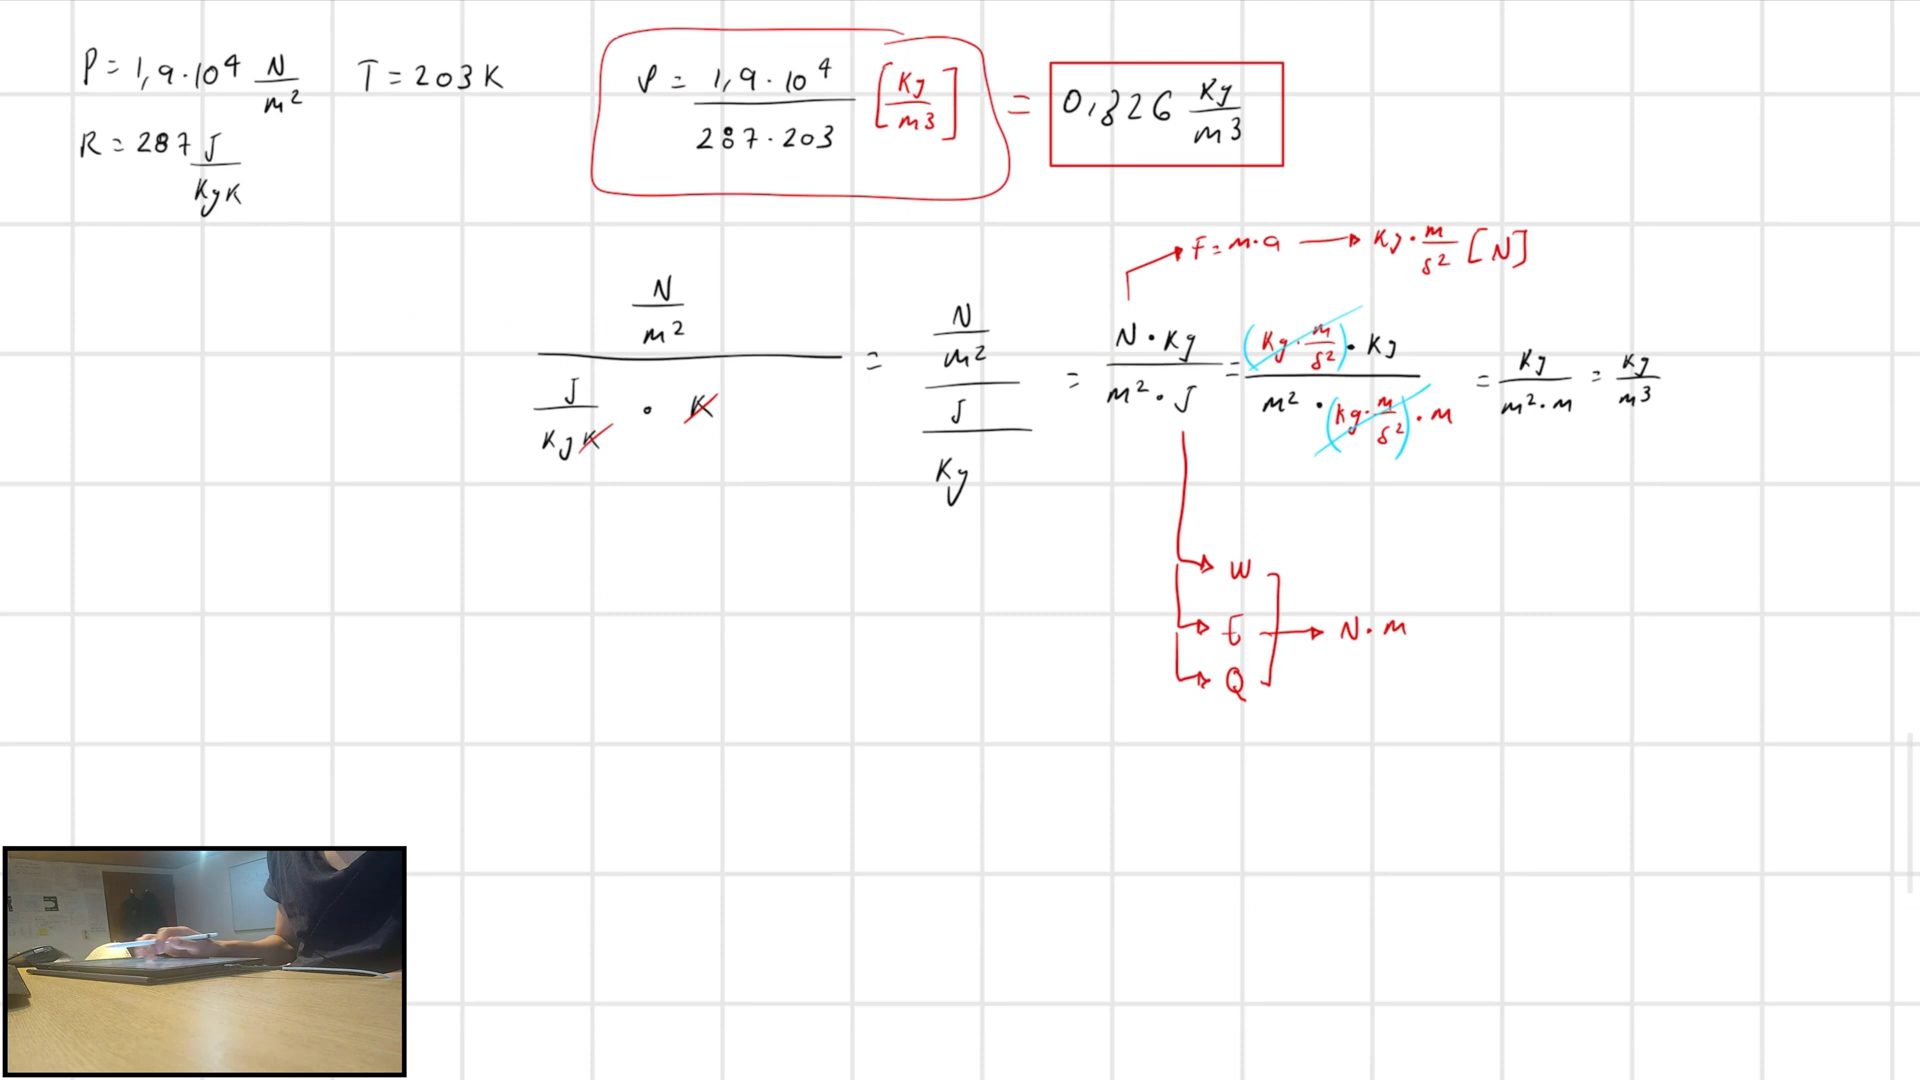 P = 1,9·10⁴ N/m²   T = 203 K
R = 287 J/KgK
ρ = 1,9·10⁴ / 287·203 [Kg/m³] = 0,326 Kg/m³
F = m·a → Kg·m/s² [N]
(N/m²) / (J/KgK · K) = (N/m²) / (J/Kg) = N·Kg / m²·J = (Kg·m/s²)·Kg / m²·(Kg·m/s²)·m = Kg/m²·m = Kg/m³
W
E → N·m
Q